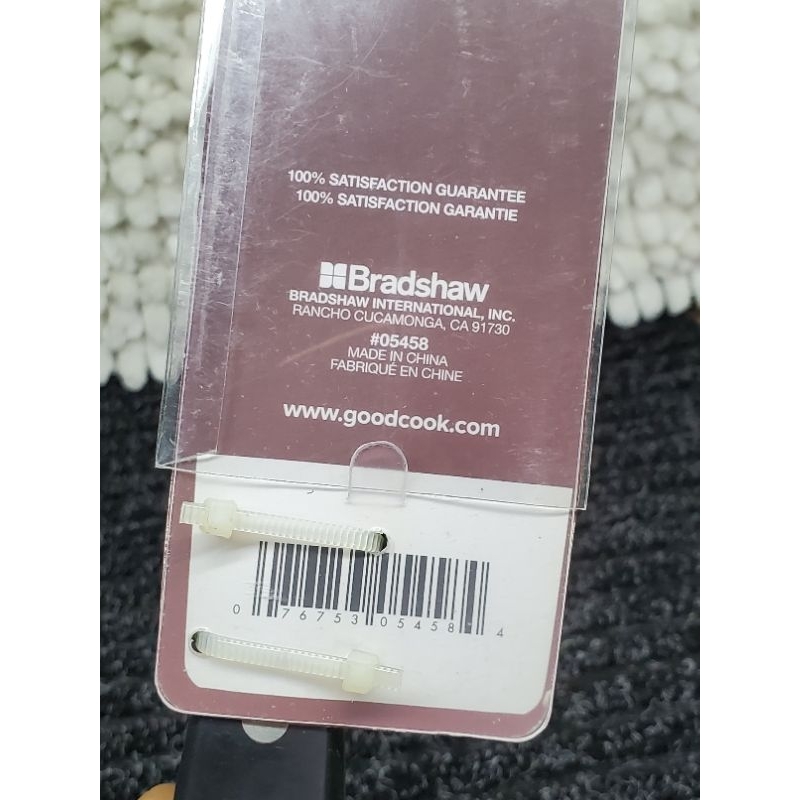 100% SATISFACTION GUARANTEE
100% SATISFACTION GARANTIE
Bradshaw
BRADSHAW INTERNATIONAL, INC.
RANCHO CUCAMONGA, CA 91730
#05458
MADE IN CHINA
FABRIQUÉ EN CHINE
www.goodcook.com
0 76753 05458 4